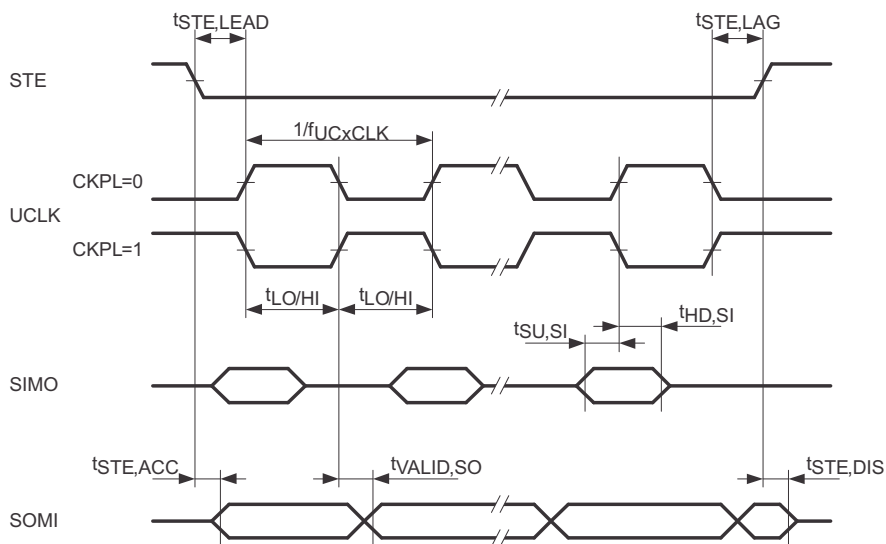 tSTE,LEAD
tSTE,LAG
STE
1/fUCxCLK
CKPL=0
UCLK
CKPL=1
tLO/HI
tLO/HI
tSU,SI
tHD,SI
SIMO
tSTE,ACC
tVALID,SO
tSTE,DIS
SOMI